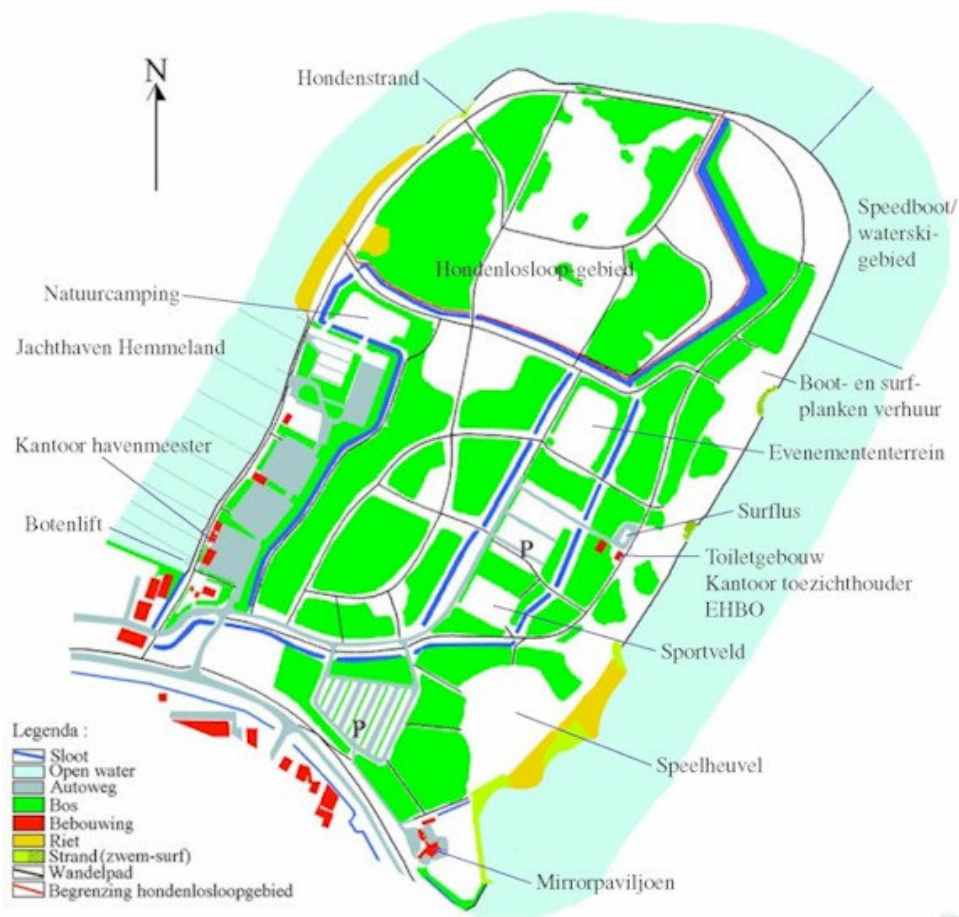 N
Hondenstrand
Speedboot/
waterski-
gebied
Hondenlosloop-gebied
Natuurcamping
Jachthaven Hemmeland
Boot- en surf-
planken verhuur
Kantoor havenmeester
Evenemententerrein
Botenlift
Surflus
P
Toiletgebouw
Kantoor toezichthouder
EHBO
Sportveld
P
Speelheuvel
Mirrorpaviljoen
Legenda :
Sloot
Open water
Autoweg
Bos
Bebouwing
Riet
Strand (zwem-surf)
Wandelpad
Begrenzing hondenlosloopgebied